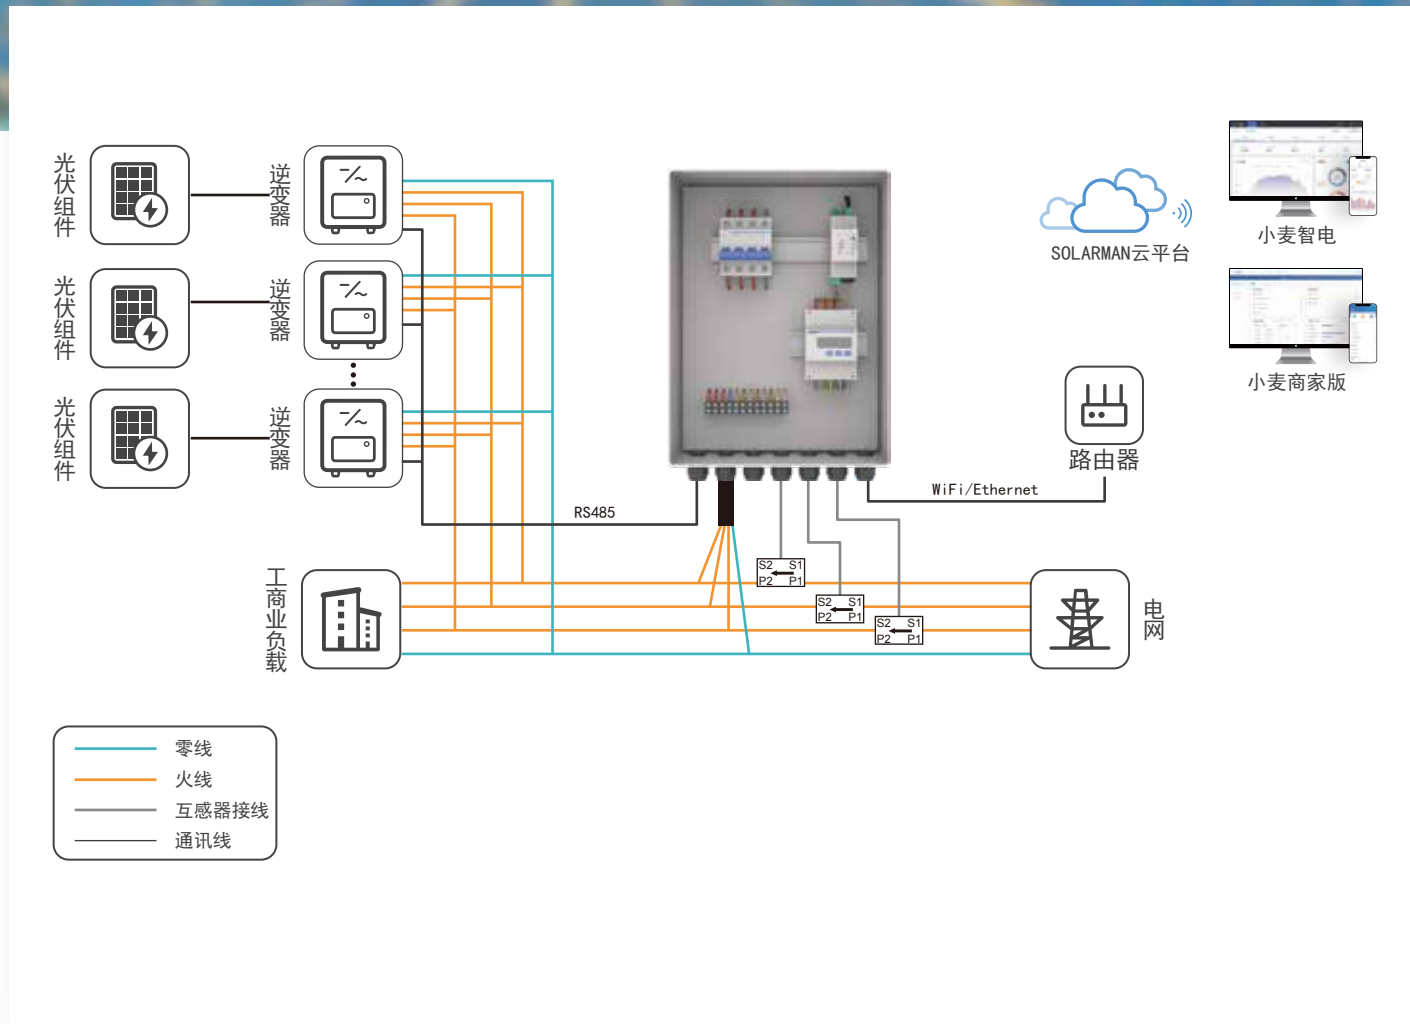 光伏组件
逆变器
光伏组件
逆变器
光伏组件
逆变器
SOLARMAN云平台
小麦智电
小麦商家版
路由器
WiFi/Ethernet
RS485
S2 S1
P2 P1
S2 S1
P2 P1
S2 S1
P2 P1
工商业负载
电网
零线
火线
互感器接线
通讯线